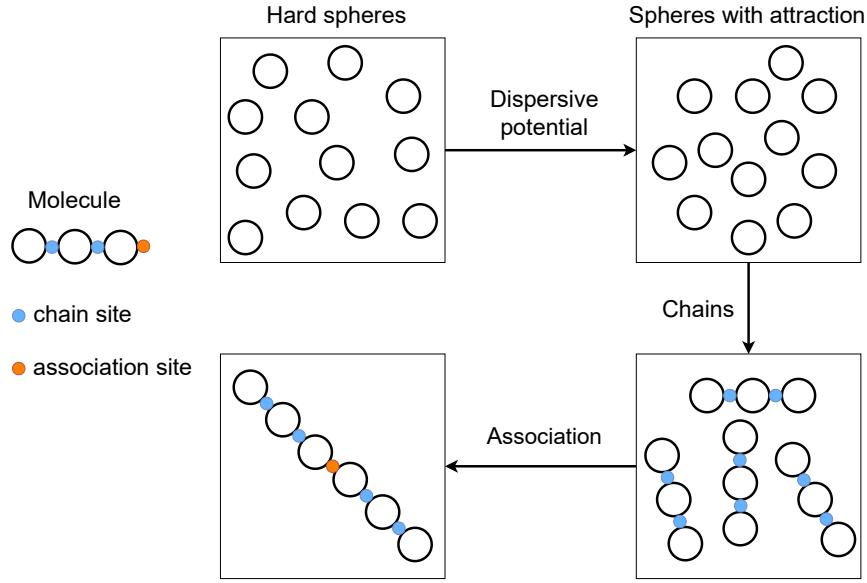 Hard spheres
Spheres with attraction
Dispersive
potential
Molecule
chain site
association site
Chains
Association